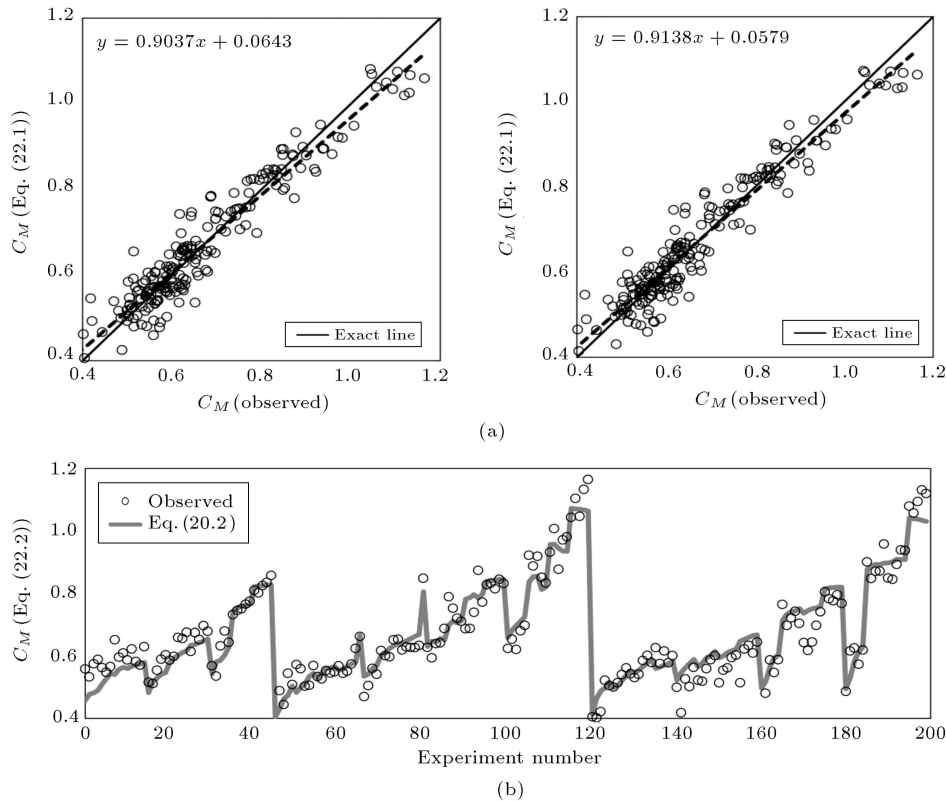 1.2
y = 0.9037x + 0.0643
1.0
0.8
0.6
0.4
C_M (Eq. (22.1))
Exact line
0.4 0.6 0.8 1.0 1.2
C_M (observed)
1.2
y = 0.9138x + 0.0579
1.0
0.8
0.6
0.4
C_M (Eq. (22.1))
Exact line
0.4 0.6 0.8 1.0 1.2
C_M (observed)
(a)
1.2
1.0
0.8
0.6
0.4
C_M (Eq. (22.2))
Observed
Eq. (20.2)
0 20 40 60 80 100 120 140 160 180 200
Experiment number
(b)